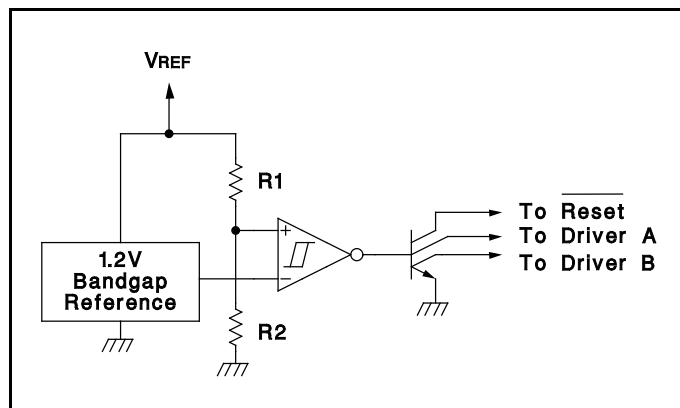 VREF
R1
+
To Reset
To Driver A
To Driver B
1.2V
Bandgap
Reference
−
R2